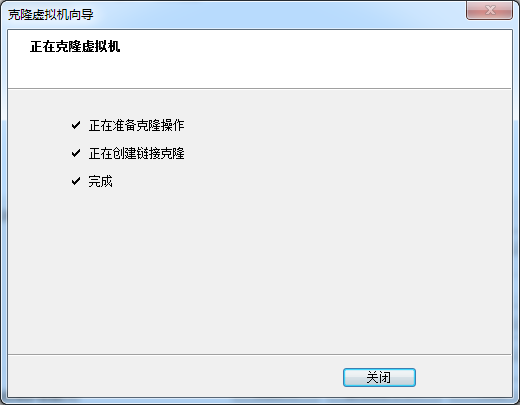 克隆虚拟机向导
正在克隆虚拟机
正在准备克隆操作
正在创建链接克隆
完成
关闭